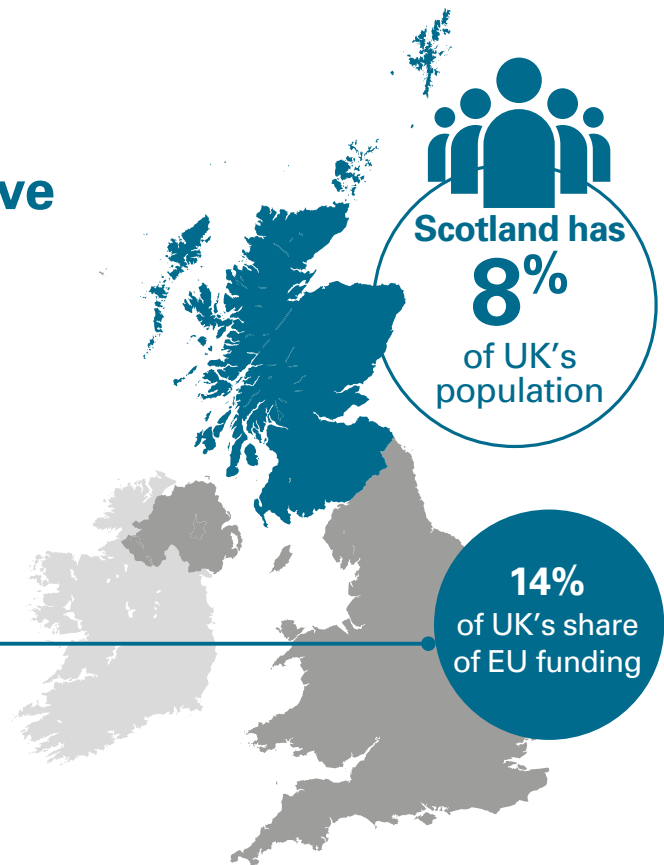 ve
Scotland has
8%
of UK’s
population
14%
of UK’s share
of EU funding